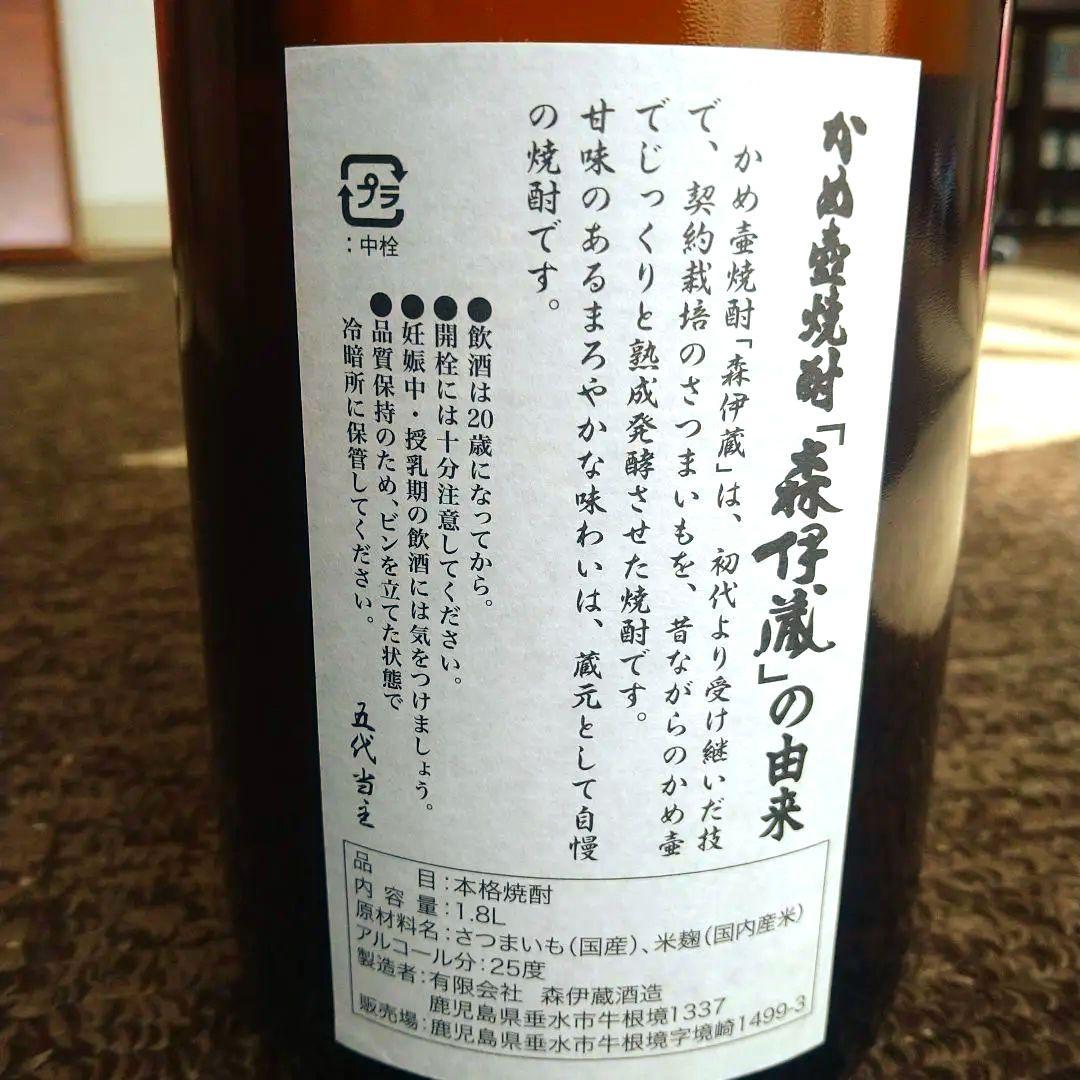 かめ壺焼酎「森伊蔵」の由来
かめ壺焼酎「森伊蔵」は、初代より受け継いだ技
で、契約栽培のさつまいもを、昔ながらのかめ壺
でじっくりと熟成発酵させた焼酎です。
甘味のあるまろやかな味わいは、蔵元として自慢
の焼酎です。
プラ
：中栓
●飲酒は20歳になってから。
●開栓には十分注意してください。
●妊娠中・授乳期の飲酒には気をつけましょう。
●品質保持のため、ビンを立てた状態で
冷暗所に保管してください。
五代当主
品目：本格焼酎
内容量：1.8L
原材料名：さつまいも（国産）、米麹（国内産米）
アルコール分：25度
製造者：有限会社 森伊蔵酒造
鹿児島県垂水市牛根境1337
販売場：鹿児島県垂水市牛根境字境崎1499-3